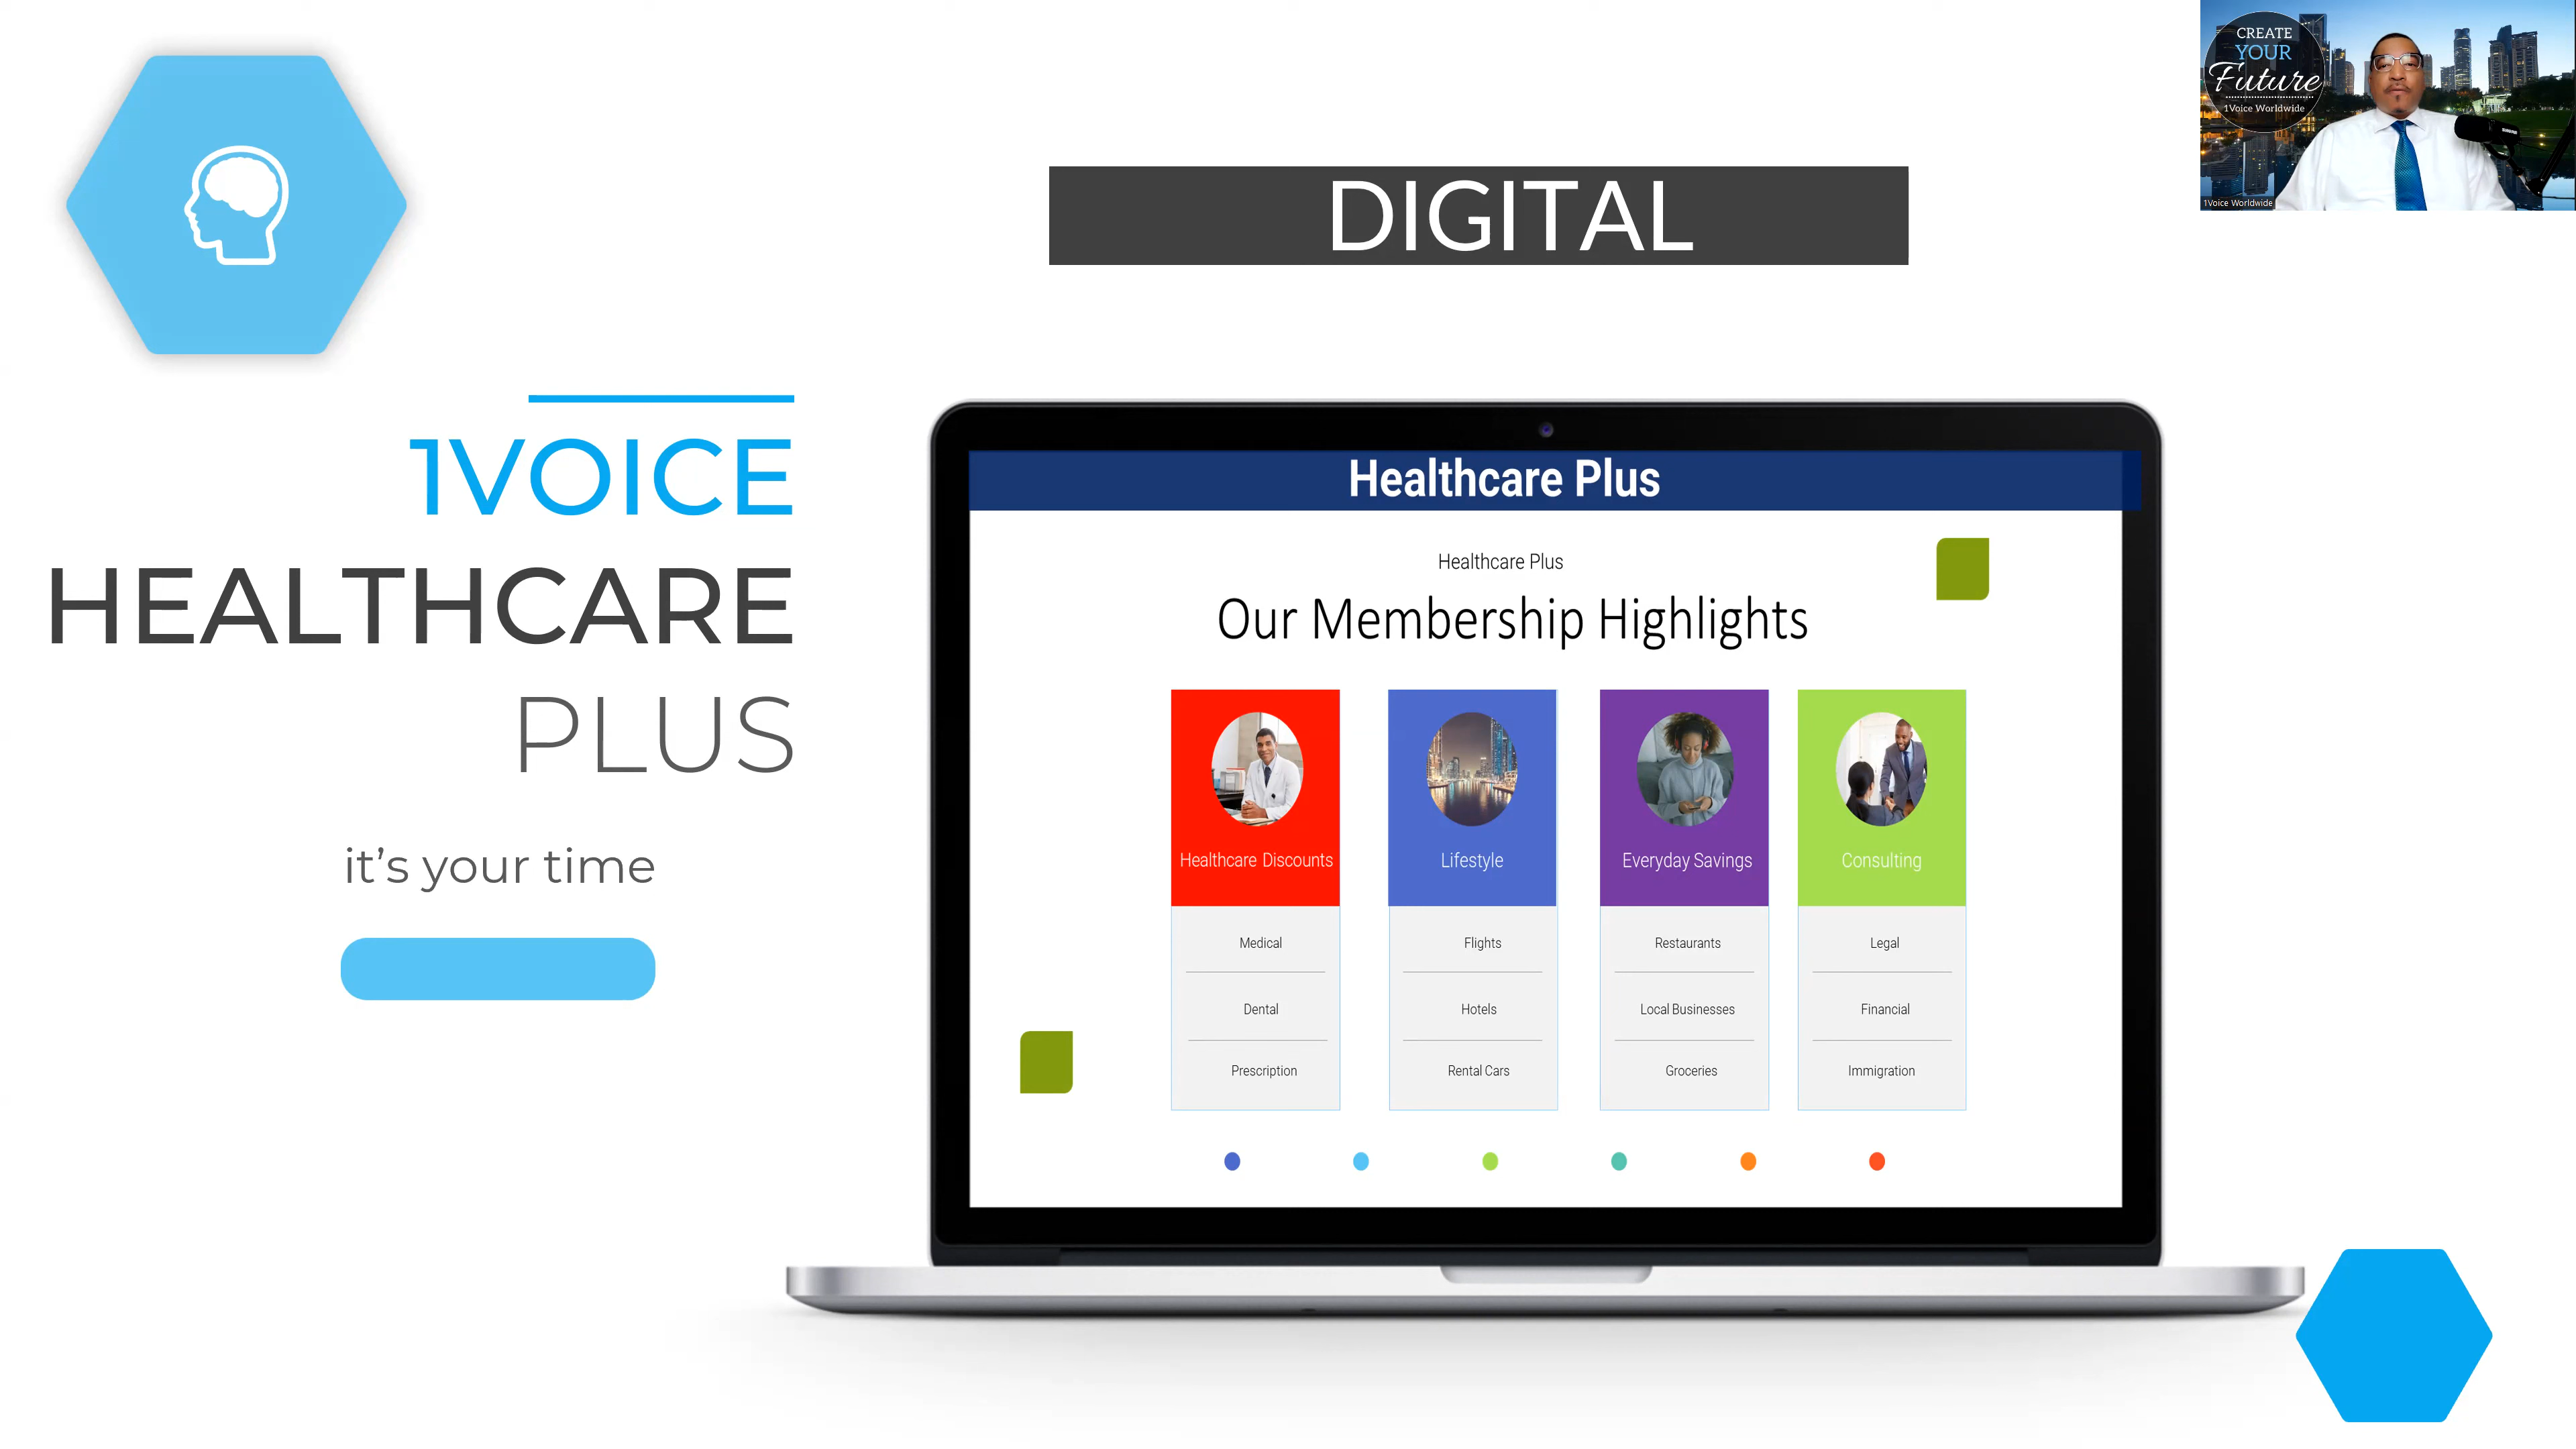 CREATE
YOUR
Future
1Voice Worldwide
1Voice Worldwide
DIGITAL
1VOICE
HEALTHCARE
PLUS
it's your time
Healthcare Plus
Healthcare Plus
Our Membership Highlights
Healthcare Discounts
Medical
Dental
Prescription
Lifestyle
Flights
Hotels
Rental Cars
Everyday Savings
Restaurants
Local Businesses
Groceries
Consulting
Legal
Financial
Immigration